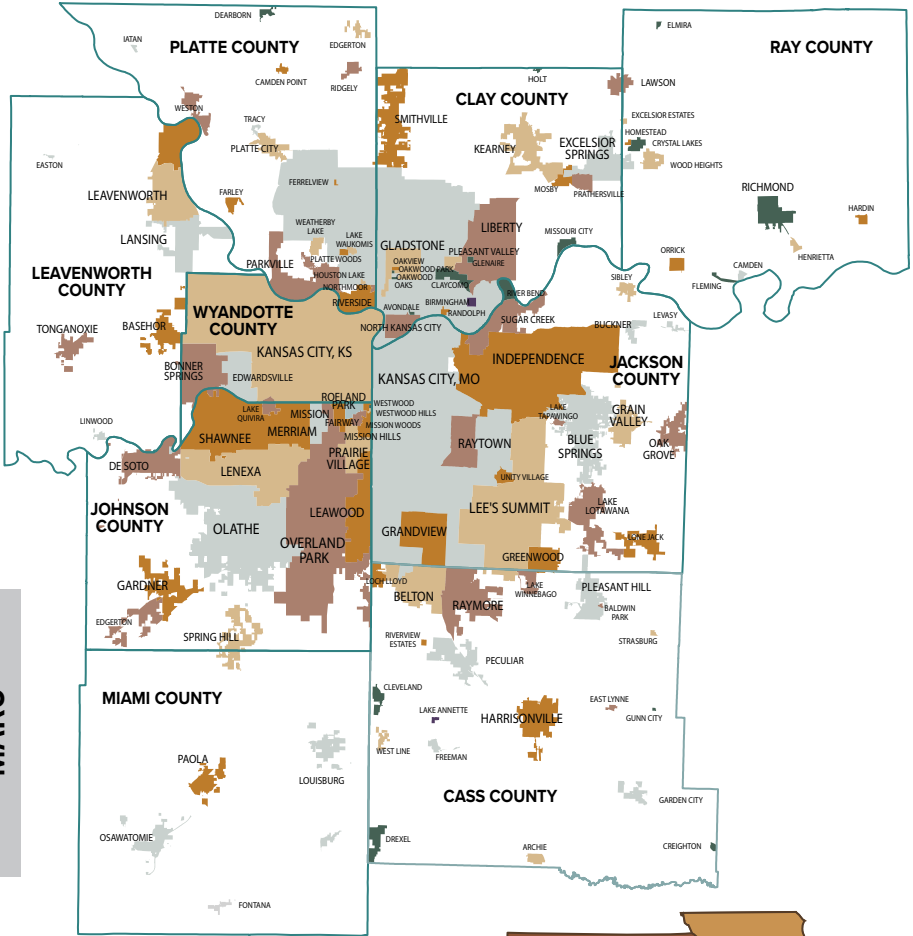 DEARBORN
ELMIRA
IATAN
PLATTE COUNTY
EDGERTON
RAY COUNTY
CAMDEN POINT
RIDGELY
HOLT
LAWSON
CLAY COUNTY
WESTON
TRACY
SMITHVILLE
EXCELSIOR ESTATES
HOMESTEAD
CRYSTAL LAKES
PLATTE CITY
KEARNEY
EXCELSIOR
SPRINGS
WOOD HEIGHTS
EASTON
FERRELVIEW
MOSBY
PRATHERSVILLE
RICHMOND
LEAVENWORTH
FARLEY
HARDIN
WEATHERBY
LAKE
LAKE
WAUKOMIS
LIBERTY
MISSOURI CITY
LANSING
GLADSTONE
PLEASANT VALLEY
GLENAIRE
ORRICK
HENRIETTA
PARKVILLE
PLATTE WOODS
OAKVIEW
OAKWOOD PARK
OAKWOOD
OAKS
CAMDEN
LEAVENWORTH
COUNTY
HOUSTON LAKE
NORTHMOOR
CLAYCOMO
SIBLEY
FLEMING
RIVERSIDE
AVONDALE
BIRMINGHAM
RANDOLPH
RIVER BEND
WYANDOTTE
COUNTY
NORTH KANSAS CITY
SUGAR CREEK
BUCKNER
LEVASY
TONGANOXIE
BASEHOR
KANSAS CITY, KS
INDEPENDENCE
JACKSON
COUNTY
BONNER
SPRINGS
EDWARDSVILLE
KANSAS CITY, MO
ROELAND
PARK
WESTWOOD
WESTWOOD HILLS
LAKE
QUIVIRA
MISSION
FAIRWAY
MISSION WOODS
LAKE
TAPAWINGO
GRAIN
VALLEY
LINWOOD
SHAWNEE
MERRIAM
MISSION HILLS
RAYTOWN
BLUE
SPRINGS
OAK
GROVE
DE SOTO
LENEXA
PRAIRIE
VILLAGE
UNITY VILLAGE
JOHNSON
COUNTY
LEAWOOD
LEE'S SUMMIT
LAKE
LOTAWANA
OLATHE
OVERLAND
PARK
GRANDVIEW
LONE JACK
GREENWOOD
GARDNER
LOCH LLOYD
BELTON
RAYMORE
LAKE
WINNEBAGO
PLEASANT HILL
BALDWIN
PARK
EDGERTON
SPRING HILL
RIVERVIEW
ESTATES
STRASBURG
PECULIAR
MIAMI COUNTY
CLEVELAND
LAKE ANNETTE
HARRISONVILLE
EAST LYNNE
GUNN CITY
WEST LINE
FREEMAN
PAOLA
LOUISBURG
CASS COUNTY
GARDEN CITY
OSAWATOMIE
DREXEL
ARCHIE
CREIGHTON
FONTANA